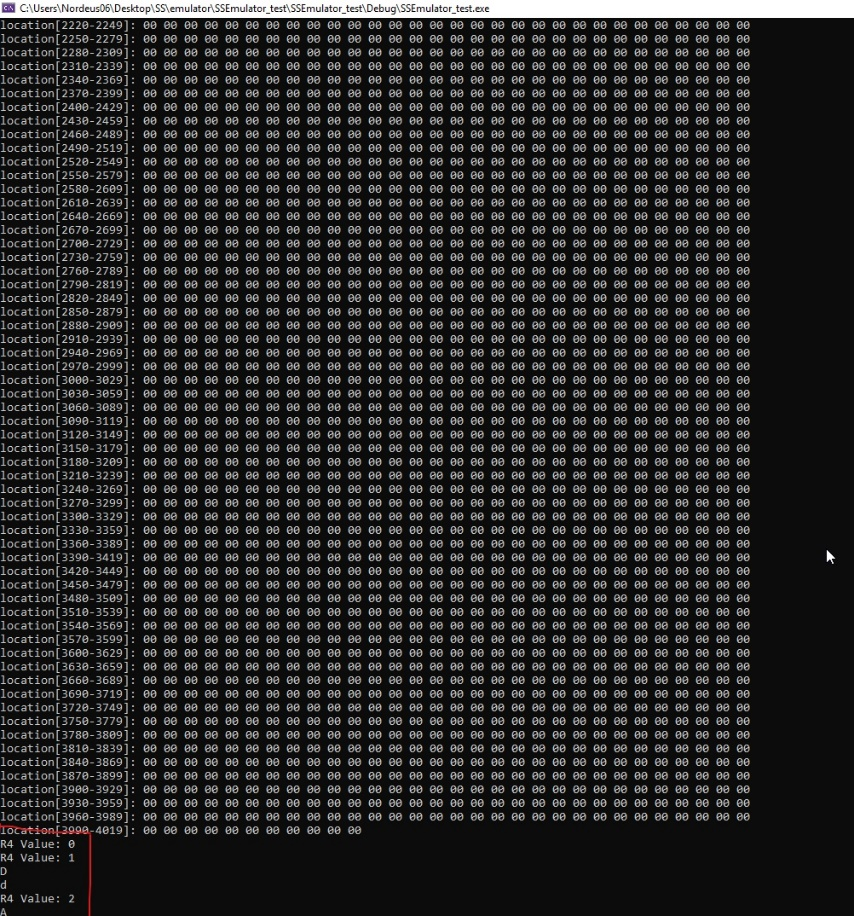 C:\Users\Nordeus06\Desktop\SS\emulator\SSEmulator_test\SSEmulator_test\Debug\SSEmulator_test.exe
location[2220-2249]: 00 00 00 00 00 00 00 00 00 00 00 00 00 00 00 00 00 00 00 00 00 00 00 00 00 00 00 00 00 00
location[2250-2279]: 00 00 00 00 00 00 00 00 00 00 00 00 00 00 00 00 00 00 00 00 00 00 00 00 00 00 00 00 00 00
location[2280-2309]: 00 00 00 00 00 00 00 00 00 00 00 00 00 00 00 00 00 00 00 00 00 00 00 00 00 00 00 00 00 00
location[2310-2339]: 00 00 00 00 00 00 00 00 00 00 00 00 00 00 00 00 00 00 00 00 00 00 00 00 00 00 00 00 00 00
location[2340-2369]: 00 00 00 00 00 00 00 00 00 00 00 00 00 00 00 00 00 00 00 00 00 00 00 00 00 00 00 00 00 00
location[2370-2399]: 00 00 00 00 00 00 00 00 00 00 00 00 00 00 00 00 00 00 00 00 00 00 00 00 00 00 00 00 00 00
location[2400-2429]: 00 00 00 00 00 00 00 00 00 00 00 00 00 00 00 00 00 00 00 00 00 00 00 00 00 00 00 00 00 00
location[2430-2459]: 00 00 00 00 00 00 00 00 00 00 00 00 00 00 00 00 00 00 00 00 00 00 00 00 00 00 00 00 00 00
location[2460-2489]: 00 00 00 00 00 00 00 00 00 00 00 00 00 00 00 00 00 00 00 00 00 00 00 00 00 00 00 00 00 00
location[2490-2519]: 00 00 00 00 00 00 00 00 00 00 00 00 00 00 00 00 00 00 00 00 00 00 00 00 00 00 00 00 00 00
location[2520-2549]: 00 00 00 00 00 00 00 00 00 00 00 00 00 00 00 00 00 00 00 00 00 00 00 00 00 00 00 00 00 00
location[2550-2579]: 00 00 00 00 00 00 00 00 00 00 00 00 00 00 00 00 00 00 00 00 00 00 00 00 00 00 00 00 00 00
location[2580-2609]: 00 00 00 00 00 00 00 00 00 00 00 00 00 00 00 00 00 00 00 00 00 00 00 00 00 00 00 00 00 00
location[2610-2639]: 00 00 00 00 00 00 00 00 00 00 00 00 00 00 00 00 00 00 00 00 00 00 00 00 00 00 00 00 00 00
location[2640-2669]: 00 00 00 00 00 00 00 00 00 00 00 00 00 00 00 00 00 00 00 00 00 00 00 00 00 00 00 00 00 00
location[2670-2699]: 00 00 00 00 00 00 00 00 00 00 00 00 00 00 00 00 00 00 00 00 00 00 00 00 00 00 00 00 00 00
location[2700-2729]: 00 00 00 00 00 00 00 00 00 00 00 00 00 00 00 00 00 00 00 00 00 00 00 00 00 00 00 00 00 00
location[2730-2759]: 00 00 00 00 00 00 00 00 00 00 00 00 00 00 00 00 00 00 00 00 00 00 00 00 00 00 00 00 00 00
location[2760-2789]: 00 00 00 00 00 00 00 00 00 00 00 00 00 00 00 00 00 00 00 00 00 00 00 00 00 00 00 00 00 00
location[2790-2819]: 00 00 00 00 00 00 00 00 00 00 00 00 00 00 00 00 00 00 00 00 00 00 00 00 00 00 00 00 00 00
location[2820-2849]: 00 00 00 00 00 00 00 00 00 00 00 00 00 00 00 00 00 00 00 00 00 00 00 00 00 00 00 00 00 00
location[2850-2879]: 00 00 00 00 00 00 00 00 00 00 00 00 00 00 00 00 00 00 00 00 00 00 00 00 00 00 00 00 00 00
location[2880-2909]: 00 00 00 00 00 00 00 00 00 00 00 00 00 00 00 00 00 00 00 00 00 00 00 00 00 00 00 00 00 00
location[2910-2939]: 00 00 00 00 00 00 00 00 00 00 00 00 00 00 00 00 00 00 00 00 00 00 00 00 00 00 00 00 00 00
location[2940-2969]: 00 00 00 00 00 00 00 00 00 00 00 00 00 00 00 00 00 00 00 00 00 00 00 00 00 00 00 00 00 00
location[2970-2999]: 00 00 00 00 00 00 00 00 00 00 00 00 00 00 00 00 00 00 00 00 00 00 00 00 00 00 00 00 00 00
location[3000-3029]: 00 00 00 00 00 00 00 00 00 00 00 00 00 00 00 00 00 00 00 00 00 00 00 00 00 00 00 00 00 00
location[3030-3059]: 00 00 00 00 00 00 00 00 00 00 00 00 00 00 00 00 00 00 00 00 00 00 00 00 00 00 00 00 00 00
location[3060-3089]: 00 00 00 00 00 00 00 00 00 00 00 00 00 00 00 00 00 00 00 00 00 00 00 00 00 00 00 00 00 00
location[3090-3119]: 00 00 00 00 00 00 00 00 00 00 00 00 00 00 00 00 00 00 00 00 00 00 00 00 00 00 00 00 00 00
location[3120-3149]: 00 00 00 00 00 00 00 00 00 00 00 00 00 00 00 00 00 00 00 00 00 00 00 00 00 00 00 00 00 00
location[3150-3179]: 00 00 00 00 00 00 00 00 00 00 00 00 00 00 00 00 00 00 00 00 00 00 00 00 00 00 00 00 00 00
location[3180-3209]: 00 00 00 00 00 00 00 00 00 00 00 00 00 00 00 00 00 00 00 00 00 00 00 00 00 00 00 00 00 00
location[3210-3239]: 00 00 00 00 00 00 00 00 00 00 00 00 00 00 00 00 00 00 00 00 00 00 00 00 00 00 00 00 00 00
location[3240-3269]: 00 00 00 00 00 00 00 00 00 00 00 00 00 00 00 00 00 00 00 00 00 00 00 00 00 00 00 00 00 00
location[3270-3299]: 00 00 00 00 00 00 00 00 00 00 00 00 00 00 00 00 00 00 00 00 00 00 00 00 00 00 00 00 00 00
location[3300-3329]: 00 00 00 00 00 00 00 00 00 00 00 00 00 00 00 00 00 00 00 00 00 00 00 00 00 00 00 00 00 00
location[3330-3359]: 00 00 00 00 00 00 00 00 00 00 00 00 00 00 00 00 00 00 00 00 00 00 00 00 00 00 00 00 00 00
location[3360-3389]: 00 00 00 00 00 00 00 00 00 00 00 00 00 00 00 00 00 00 00 00 00 00 00 00 00 00 00 00 00 00
location[3390-3419]: 00 00 00 00 00 00 00 00 00 00 00 00 00 00 00 00 00 00 00 00 00 00 00 00 00 00 00 00 00 00
location[3420-3449]: 00 00 00 00 00 00 00 00 00 00 00 00 00 00 00 00 00 00 00 00 00 00 00 00 00 00 00 00 00 00
location[3450-3479]: 00 00 00 00 00 00 00 00 00 00 00 00 00 00 00 00 00 00 00 00 00 00 00 00 00 00 00 00 00 00
location[3480-3509]: 00 00 00 00 00 00 00 00 00 00 00 00 00 00 00 00 00 00 00 00 00 00 00 00 00 00 00 00 00 00
location[3510-3539]: 00 00 00 00 00 00 00 00 00 00 00 00 00 00 00 00 00 00 00 00 00 00 00 00 00 00 00 00 00 00
location[3540-3569]: 00 00 00 00 00 00 00 00 00 00 00 00 00 00 00 00 00 00 00 00 00 00 00 00 00 00 00 00 00 00
location[3570-3599]: 00 00 00 00 00 00 00 00 00 00 00 00 00 00 00 00 00 00 00 00 00 00 00 00 00 00 00 00 00 00
location[3600-3629]: 00 00 00 00 00 00 00 00 00 00 00 00 00 00 00 00 00 00 00 00 00 00 00 00 00 00 00 00 00 00
location[3630-3659]: 00 00 00 00 00 00 00 00 00 00 00 00 00 00 00 00 00 00 00 00 00 00 00 00 00 00 00 00 00 00
location[3660-3689]: 00 00 00 00 00 00 00 00 00 00 00 00 00 00 00 00 00 00 00 00 00 00 00 00 00 00 00 00 00 00
location[3690-3719]: 00 00 00 00 00 00 00 00 00 00 00 00 00 00 00 00 00 00 00 00 00 00 00 00 00 00 00 00 00 00
location[3720-3749]: 00 00 00 00 00 00 00 00 00 00 00 00 00 00 00 00 00 00 00 00 00 00 00 00 00 00 00 00 00 00
location[3750-3779]: 00 00 00 00 00 00 00 00 00 00 00 00 00 00 00 00 00 00 00 00 00 00 00 00 00 00 00 00 00 00
location[3780-3809]: 00 00 00 00 00 00 00 00 00 00 00 00 00 00 00 00 00 00 00 00 00 00 00 00 00 00 00 00 00 00
location[3810-3839]: 00 00 00 00 00 00 00 00 00 00 00 00 00 00 00 00 00 00 00 00 00 00 00 00 00 00 00 00 00 00
location[3840-3869]: 00 00 00 00 00 00 00 00 00 00 00 00 00 00 00 00 00 00 00 00 00 00 00 00 00 00 00 00 00 00
location[3870-3899]: 00 00 00 00 00 00 00 00 00 00 00 00 00 00 00 00 00 00 00 00 00 00 00 00 00 00 00 00 00 00
location[3900-3929]: 00 00 00 00 00 00 00 00 00 00 00 00 00 00 00 00 00 00 00 00 00 00 00 00 00 00 00 00 00 00
location[3930-3959]: 00 00 00 00 00 00 00 00 00 00 00 00 00 00 00 00 00 00 00 00 00 00 00 00 00 00 00 00 00 00
location[3960-3989]: 00 00 00 00 00 00 00 00 00 00 00 00 00 00 00 00 00 00 00 00 00 00 00 00 00 00 00 00 00 00
location[3990-4019]: 00 00 00 00 00 00 00 00 00 00 00
R4 Value: 0
R4 Value: 1
D
d
R4 Value: 2
A